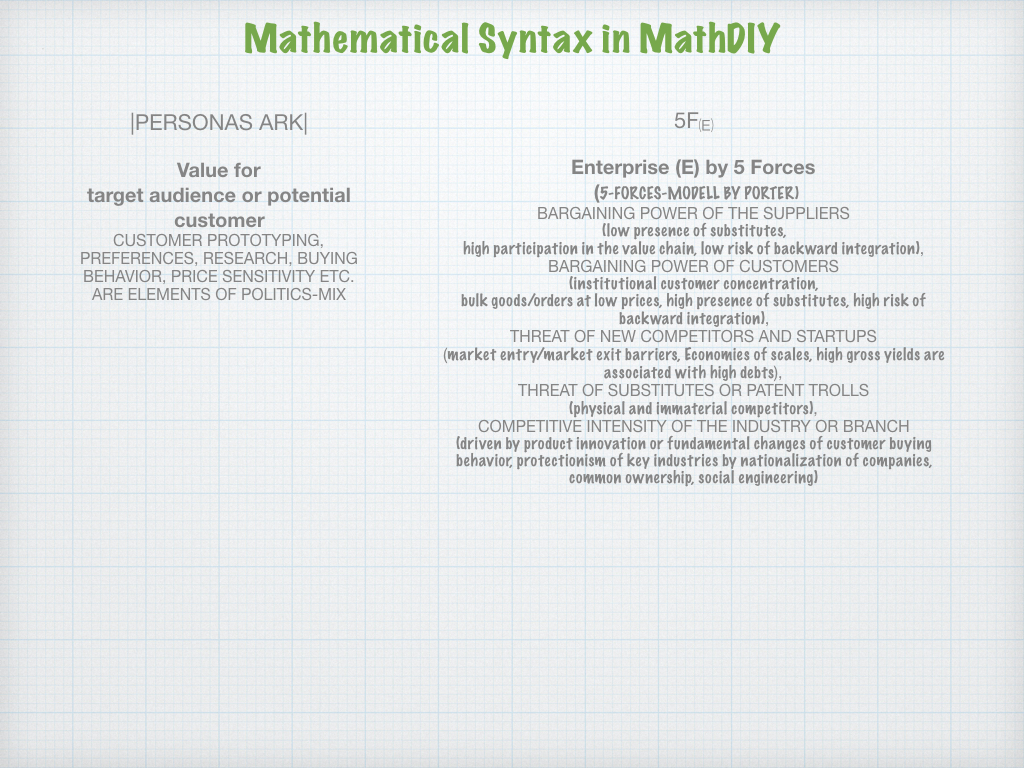 Mathematical Syntax in MathDIY
|PERSONAS ARK|
Value for
target audience or potential
customer
CUSTOMER PROTOTYPING,
PREFERENCES, RESEARCH, BUYING
BEHAVIOR, PRICE SENSITIVITY ETC.
ARE ELEMENTS OF POLITICS-MIX
5F(E)
Enterprise (E) by 5 Forces
(5-FORCES-MODELL BY PORTER)
BARGAINING POWER OF THE SUPPLIERS
(low presence of substitutes,
high participation in the value chain, low risk of backward integration),
BARGAINING POWER OF CUSTOMERS
(institutional customer concentration,
bulk goods/orders at low prices, high presence of substitutes, high risk of
backward integration),
THREAT OF NEW COMPETITORS AND STARTUPS
(market entry/market exit barriers, Economies of scales, high gross yields are
associated with high debts),
THREAT OF SUBSTITUTES OR PATENT TROLLS
(physical and immaterial competitors),
COMPETITIVE INTENSITY OF THE INDUSTRY OR BRANCH
(driven by product innovation or fundamental changes of customer buying
behavior, protectionism of key industries by nationalization of companies,
common ownership, social engineering)